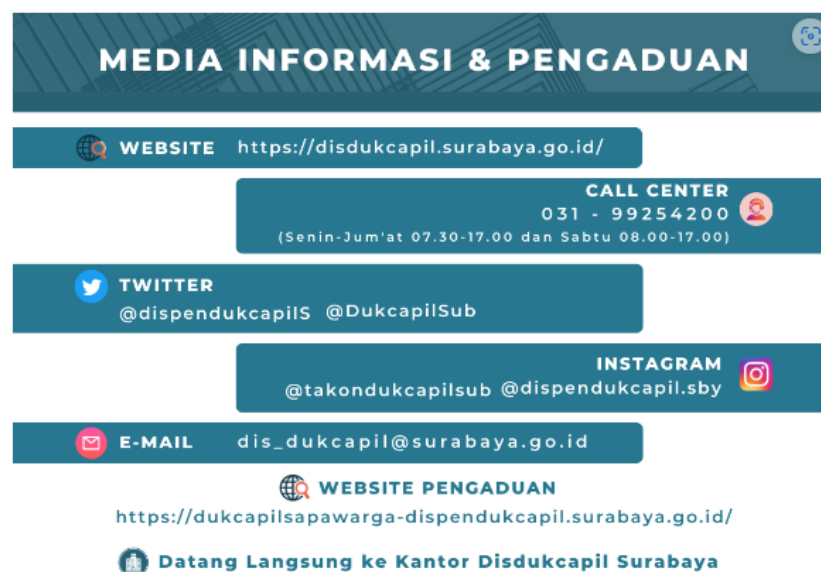 MEDIA INFORMASI & PENGADUAN
WEBSITE https://disdukcapil.surabaya.go.id/
CALL CENTER
031 - 99254200
(Senin-Jum'at 07.30-17.00 dan Sabtu 08.00-17.00)
TWITTER
@dispendukcapilS @DukcapilSub
INSTAGRAM
@takondukcapilsub @dispendukcapil.sby
E-MAIL dis_dukcapil@surabaya.go.id
WEBSITE PENGADUAN
https://dukcapilsapawarga-dispendukcapil.surabaya.go.id/
Datang Langsung ke Kantor Disdukcapil Surabaya